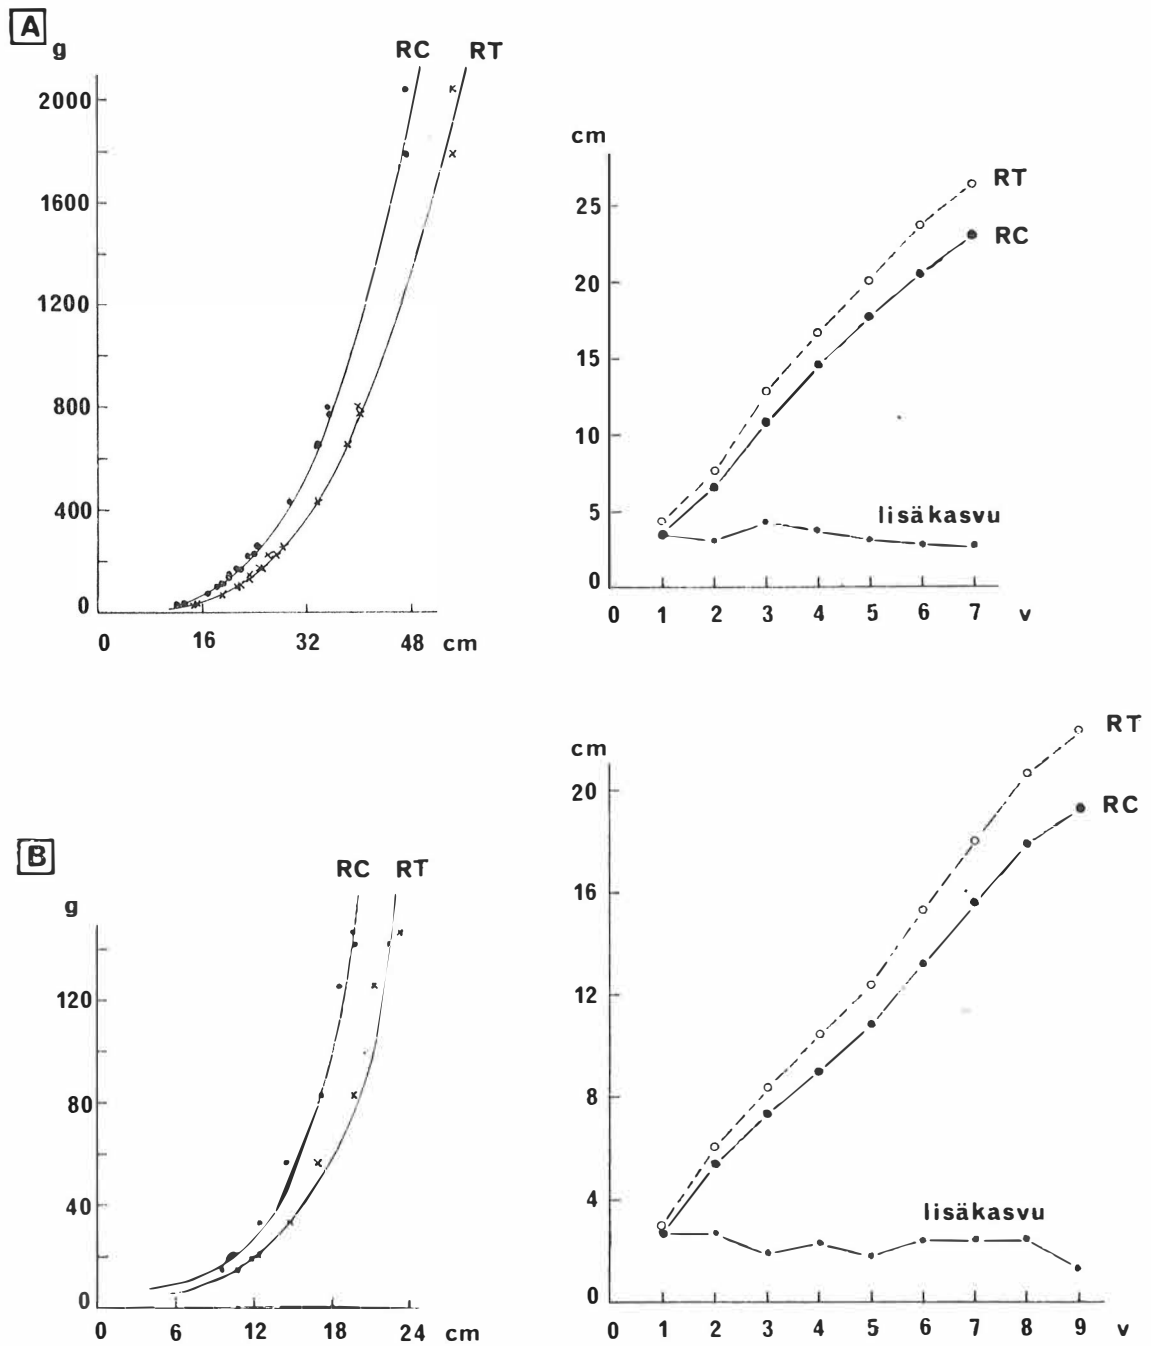 A
g
RC RT
2000
1600
1200
800
400
0
0 16 32 48 cm
cm
RT
25
RC
20
15
10
lisäkasvu
5
0
0 1 2 3 4 5 6 7 v
B
RC RT
g
120
80
40
0
0 6 12 18 24 cm
cm
RT
20
RC
16
12
8
4
lisäkasvu
0
0 1 2 3 4 5 6 7 8 9 v